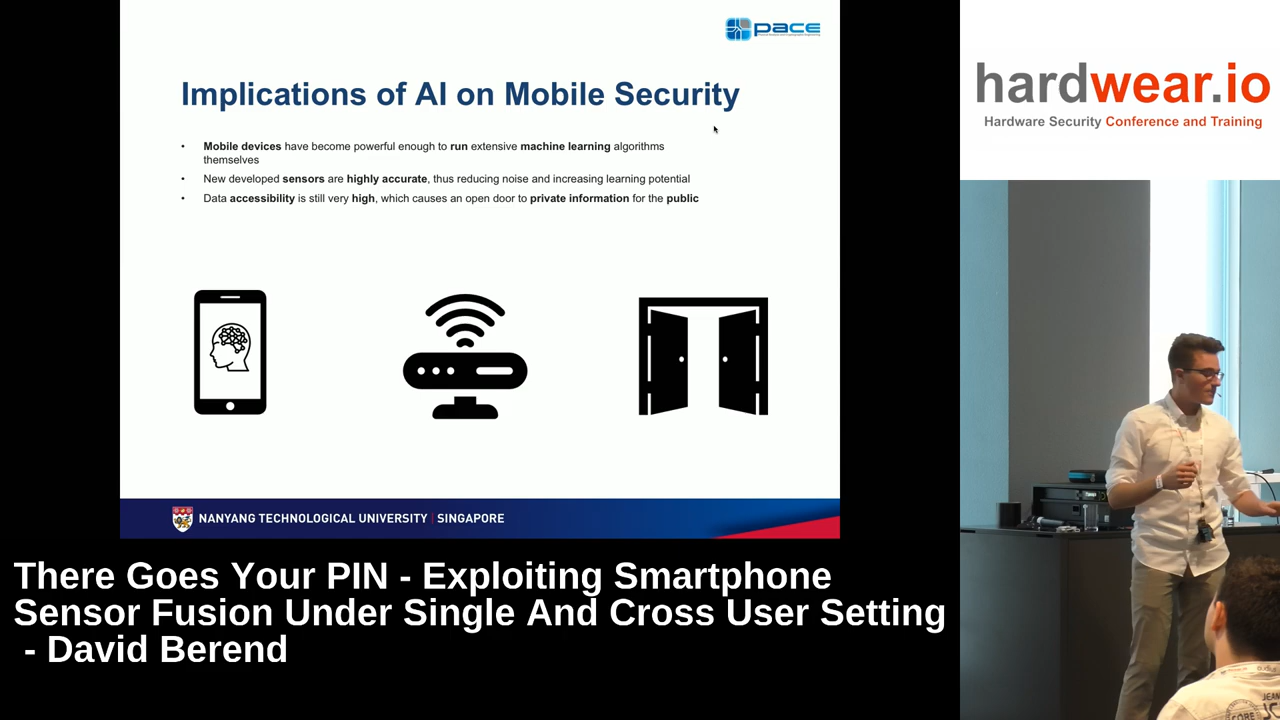 pace
Implications of AI on Mobile Security
• Mobile devices have become powerful enough to run extensive machine learning algorithms
themselves
• New developed sensors are highly accurate, thus reducing noise and increasing learning potential
• Data accessibility is still very high, which causes an open door to private information for the public
NANYANG TECHNOLOGICAL UNIVERSITY | SINGAPORE
There Goes Your PIN - Exploiting Smartphone
Sensor Fusion Under Single And Cross User Setting
- David Berend
hardwear.io
Hardware Security Conference and Training